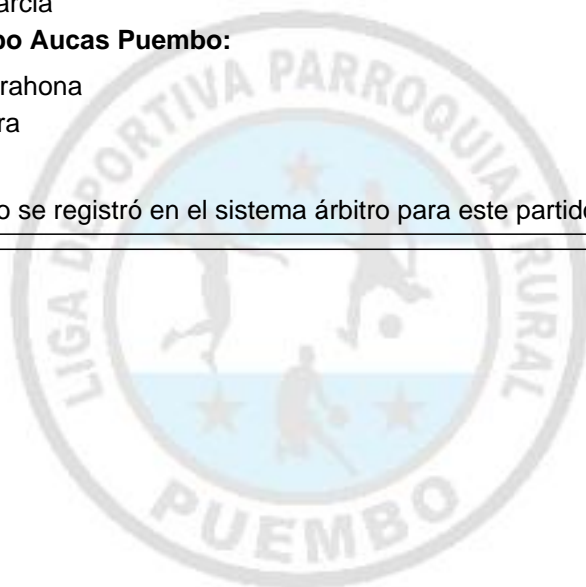 arcía
po Aucas Puembo:
rahona
ra
o se registró en el sistema árbitro para este partido
LIGA DEPORTIVA PARROQUIAL RURAL
PUEMBO